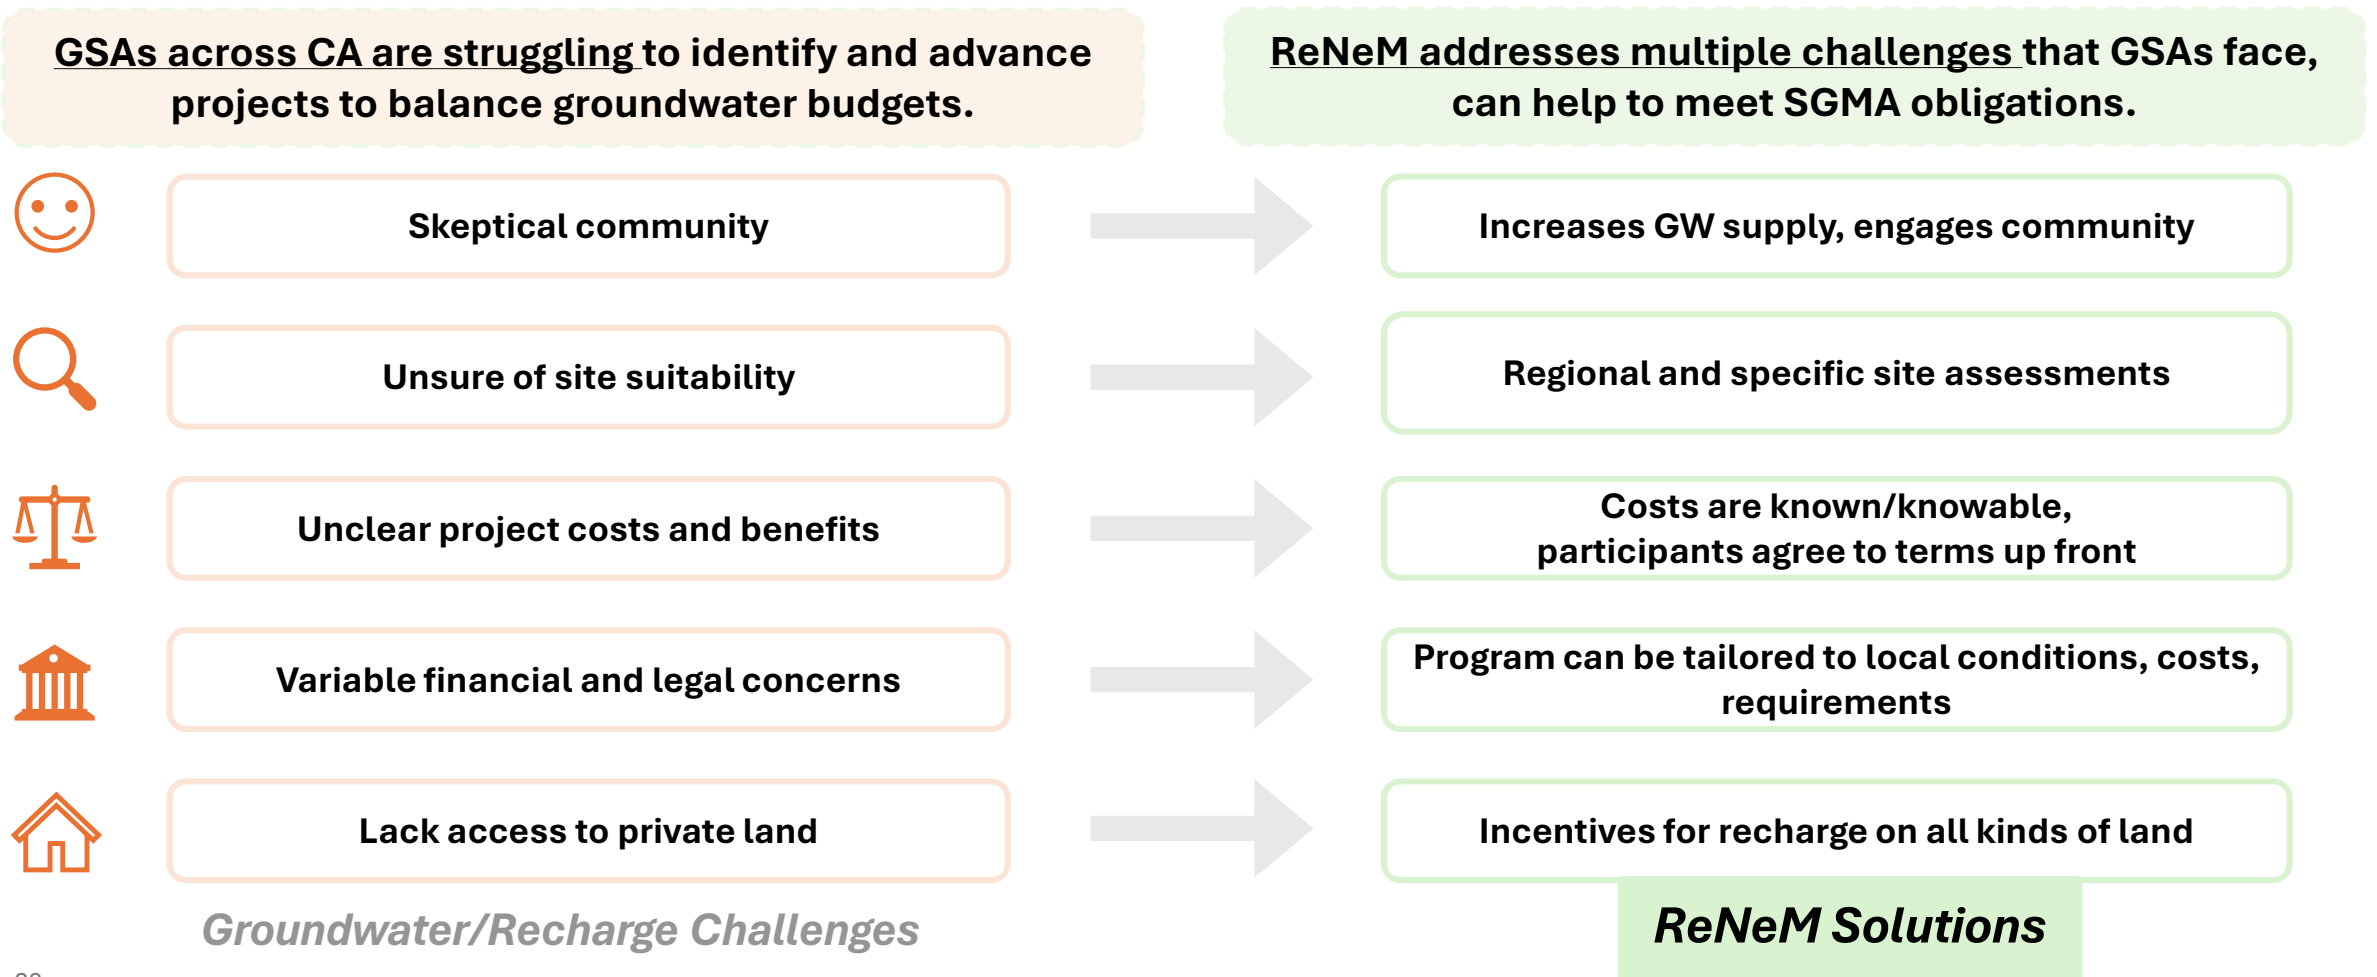 GSAs across CA are struggling to identify and advance
projects to balance groundwater budgets.
ReNeM addresses multiple challenges that GSAs face,
can help to meet SGMA obligations.
Skeptical community
Increases GW supply, engages community
Unsure of site suitability
Regional and specific site assessments
Unclear project costs and benefits
Costs are known/knowable,
participants agree to terms up front
Variable financial and legal concerns
Program can be tailored to local conditions, costs,
requirements
Lack access to private land
Incentives for recharge on all kinds of land
Groundwater/Recharge Challenges
ReNeM Solutions